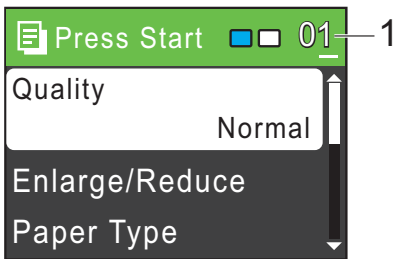 Press Start 01 1
Quality
Normal
Enlarge/Reduce
Paper Type